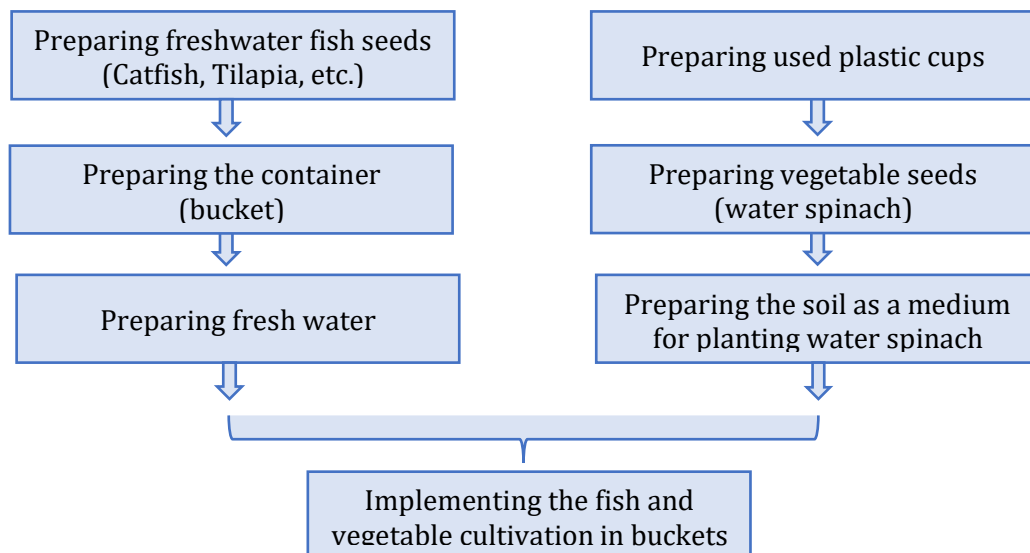 Preparing freshwater fish seeds
(Catfish, Tilapia, etc.)
Preparing used plastic cups
Preparing the container
(bucket)
Preparing vegetable seeds
(water spinach)
Preparing fresh water
Preparing the soil as a medium
for planting water spinach
Implementing the fish and
vegetable cultivation in buckets